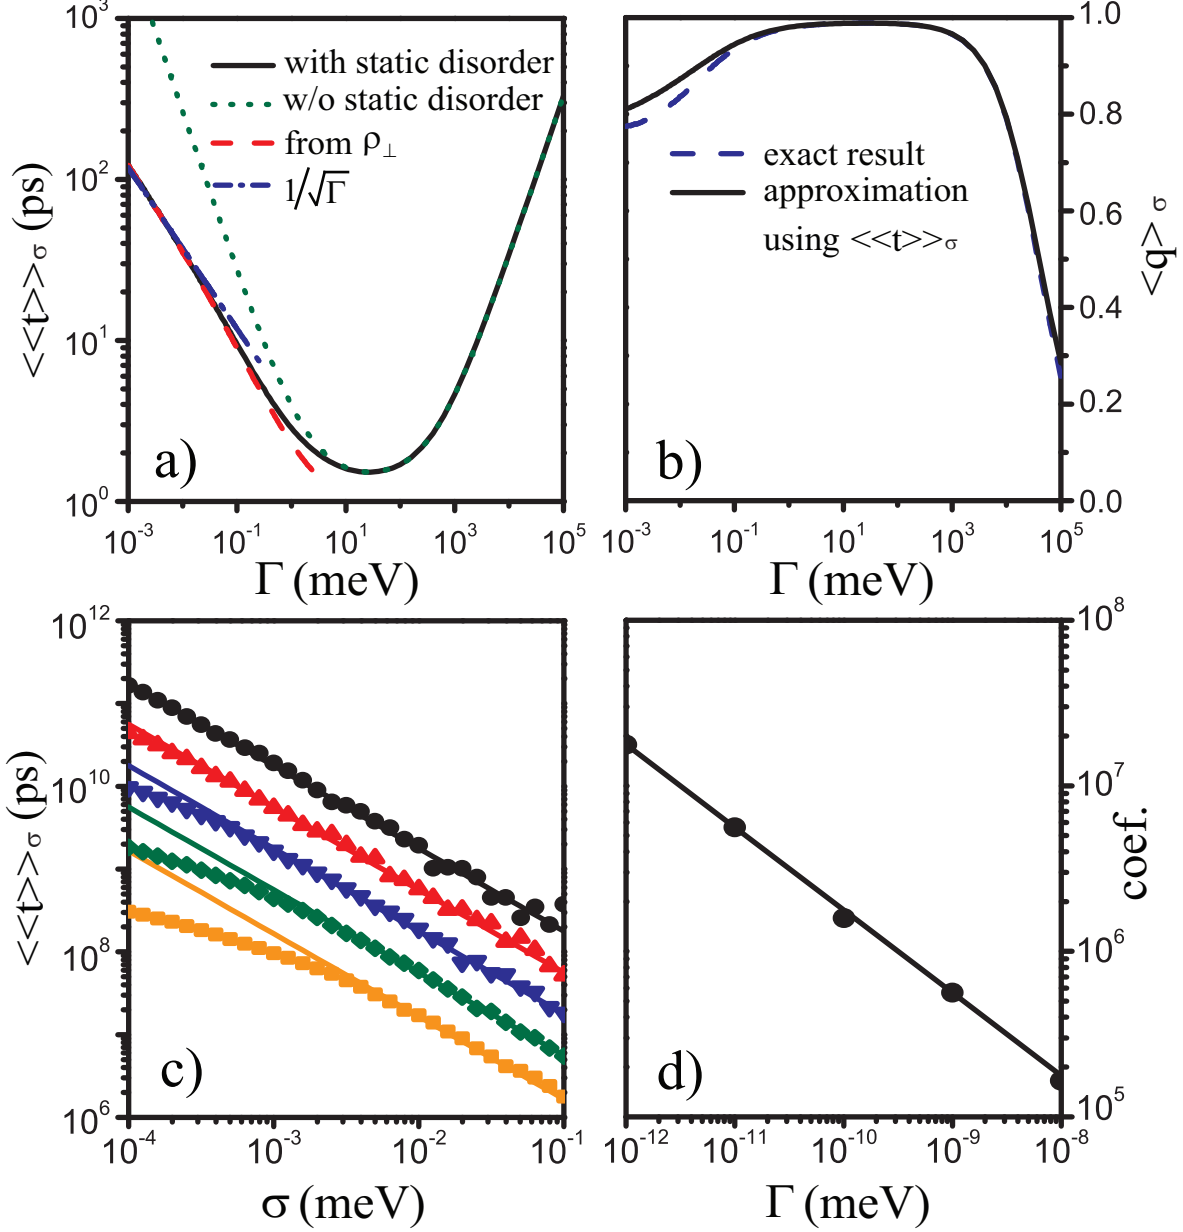 10³
10²
10¹
10⁰
<<t>>σ (ps)
with static disorder
w/o static disorder
from ρ⊥
1/√Γ
a)
10⁻³ 10⁻¹ 10¹ 10³ 10⁵
Γ (meV)
1.0
0.8
0.6
0.4
0.2
0.0
<q>σ
exact result
approximation
using <<t>>σ
b)
10⁻³ 10⁻¹ 10¹ 10³ 10⁵
Γ (meV)
10¹²
10¹⁰
10⁸
10⁶
<<t>>σ (ps)
c)
10⁻⁴ 10⁻³ 10⁻² 10⁻¹
σ (meV)
10⁸
10⁷
10⁶
10⁵
coef.
d)
10⁻¹² 10⁻¹¹ 10⁻¹⁰ 10⁻⁹ 10⁻⁸
Γ (meV)